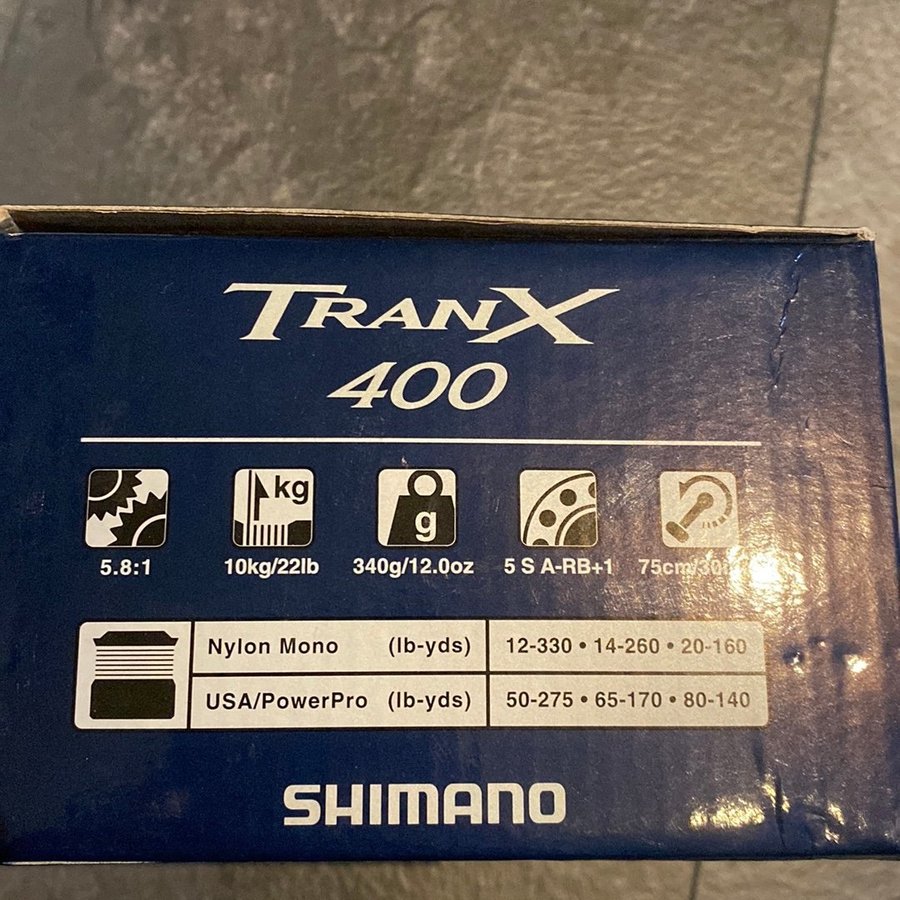 TRANX
400
kg
g
5.8:1 10kg/22lb 340g/12.0oz 5 S A-RB+1 75cm/30
Nylon Mono (lb-yds) 12-330 • 14-260 • 20-160
USA/PowerPro (lb-yds) 50-275 • 65-170 • 80-140
SHIMANO